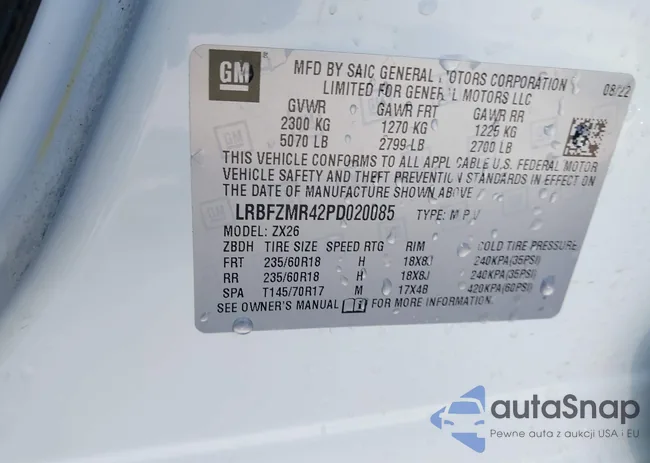 GM
MFD BY SAIC GENERAL MOTORS CORPORATION
LIMITED FOR GENERAL MOTORS LLC
08/22
GVWR GAWR FRT GAWR RR
2300 KG 1270 KG 1225 KG
5070 LB 2799 LB 2700 LB
THIS VEHICLE CONFORMS TO ALL APPLICABLE U.S. FEDERAL MOTOR
VEHICLE SAFETY AND THEFT PREVENTION STANDARDS IN EFFECT ON
THE DATE OF MANUFACTURE SHOWN ABOVE
LRBFZMR42PD020085 TYPE: M P V
MODEL: ZX26
ZBDH TIRE SIZE SPEED RTG RIM COLD TIRE PRESSURE
FRT 235/60R18 H 18X8J 240KPA(35PSI)
RR 235/60R18 H 18X8J 240KPA(35PSI)
SPA T145/70R17 M 17X4B 420KPA(60PSI)
SEE OWNER'S MANUAL FOR MORE INFORMATION.
autaSnap
Pewne auta z aukcji USA i EU